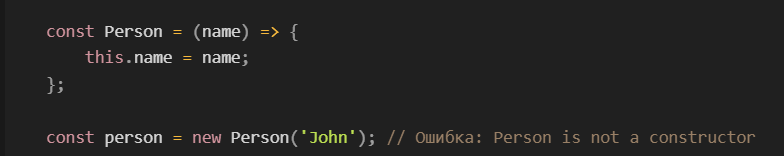 const Person = (name) => {
    this.name = name;
};
const person = new Person('John'); // Ошибка: Person is not a constructor